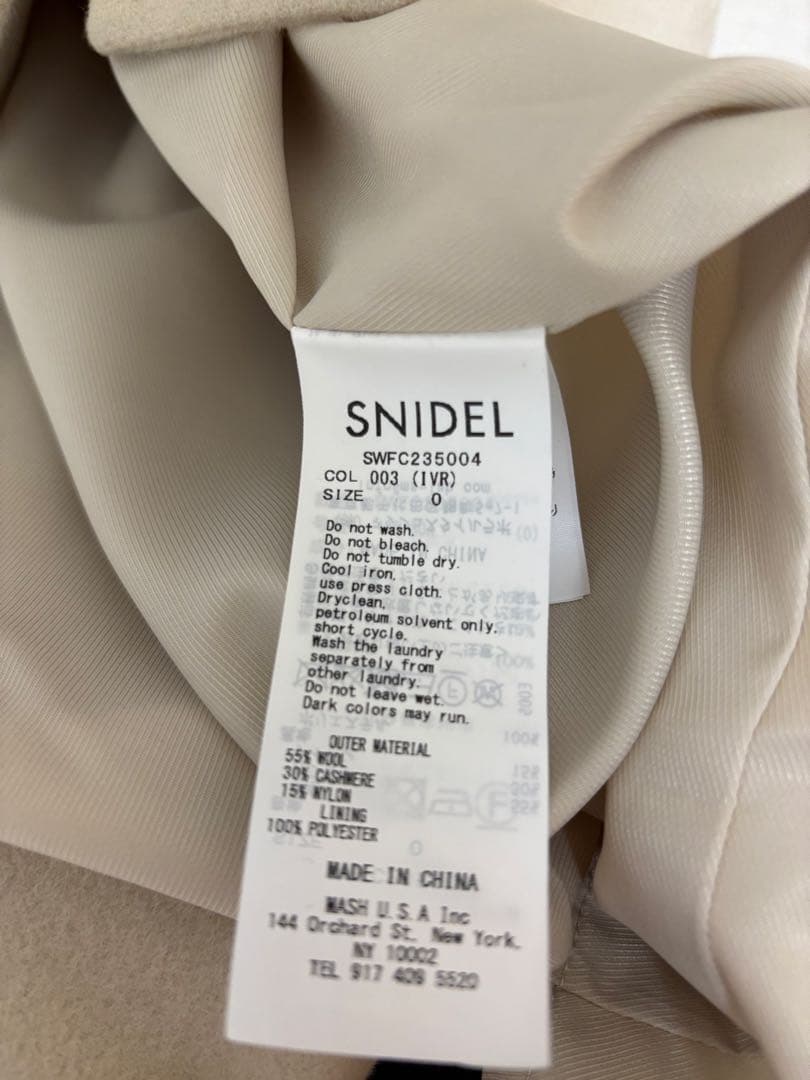 SNIDEL
SWFC235004
COL 003 (IVR)
SIZE 0
Do not wash.
Do not bleach.
Do not tumble dry.
Cool iron.
use press cloth.
Dryclean,
petroleum solvent only,
short cycle.
Wash the laundry
separately from
other laundry.
Do not leave wet.
Dark colors may run.
OUTER MATERIAL
55% WOOL
30% CASHMERE
15% NYLON
LINING
100% POLYESTER
MADE IN CHINA
MASH U.S.A Inc
144 Orchard St. New York,
NY 10002
TEL 917 409 5520